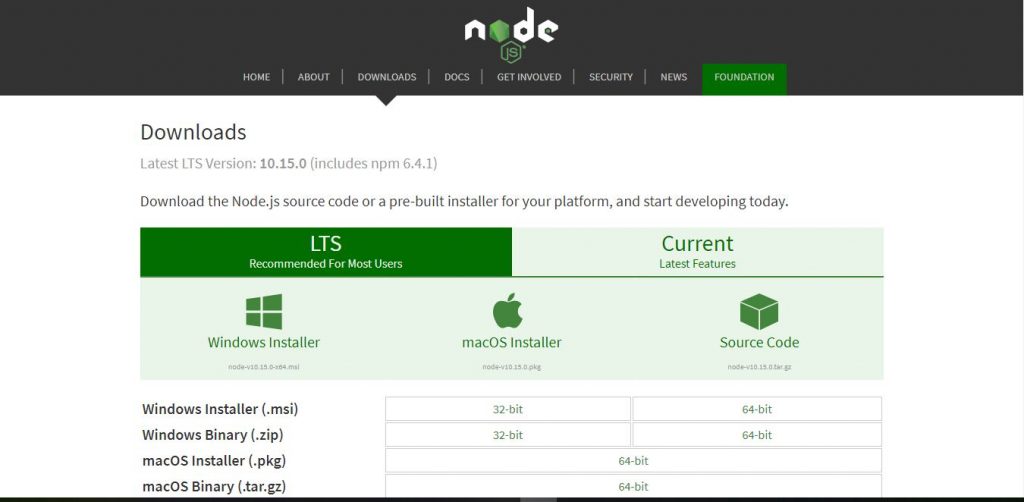 node
JS
HOME | ABOUT | DOWNLOADS | DOCS | GET INVOLVED | SECURITY | NEWS FOUNDATION
Downloads
Latest LTS Version: 10.15.0 (includes npm 6.4.1)
Download the Node.js source code or a pre-built installer for your platform, and start developing today.
LTS Current
Recommended For Most Users Latest Features
Windows Installer macOS Installer Source Code
node-v10.15.0-x64.msi node-v10.15.0.pkg node-v10.15.0.tar.gz
Windows Installer (.msi) 32-bit 64-bit
Windows Binary (.zip) 32-bit 64-bit
macOS Installer (.pkg) 64-bit
macOS Binary (.tar.gz) 64-bit